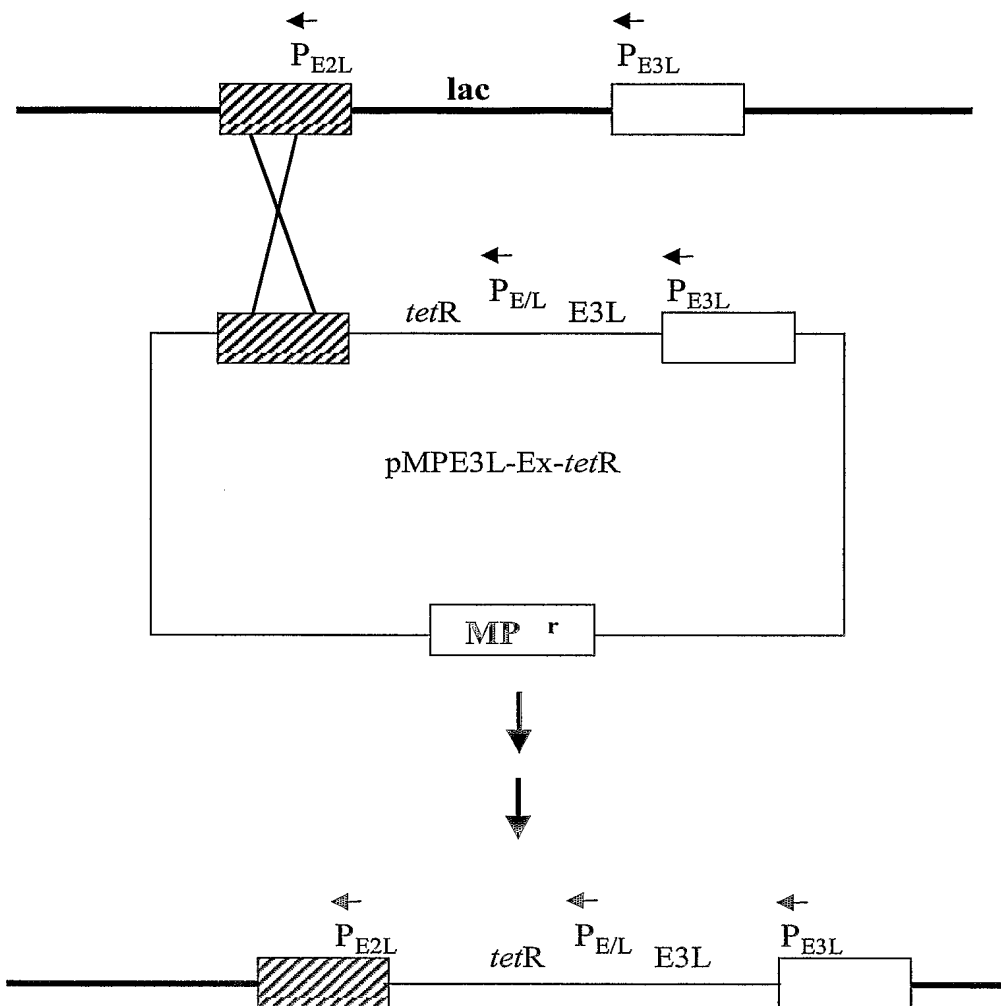 P_E2L P_E3L
lac
tetR P_E/L E3L P_E3L
pMPE3L-Ex-tetR
MP r
P_E2L tetR P_E/L E3L P_E3L